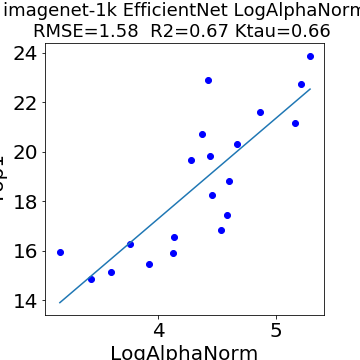 imagenet-1k EfficientNet LogAlphaNorm
RMSE=1.58 R2=0.67 Ktau=0.66
24
22
20
18
16
14
4
5
LogAlphaNorm